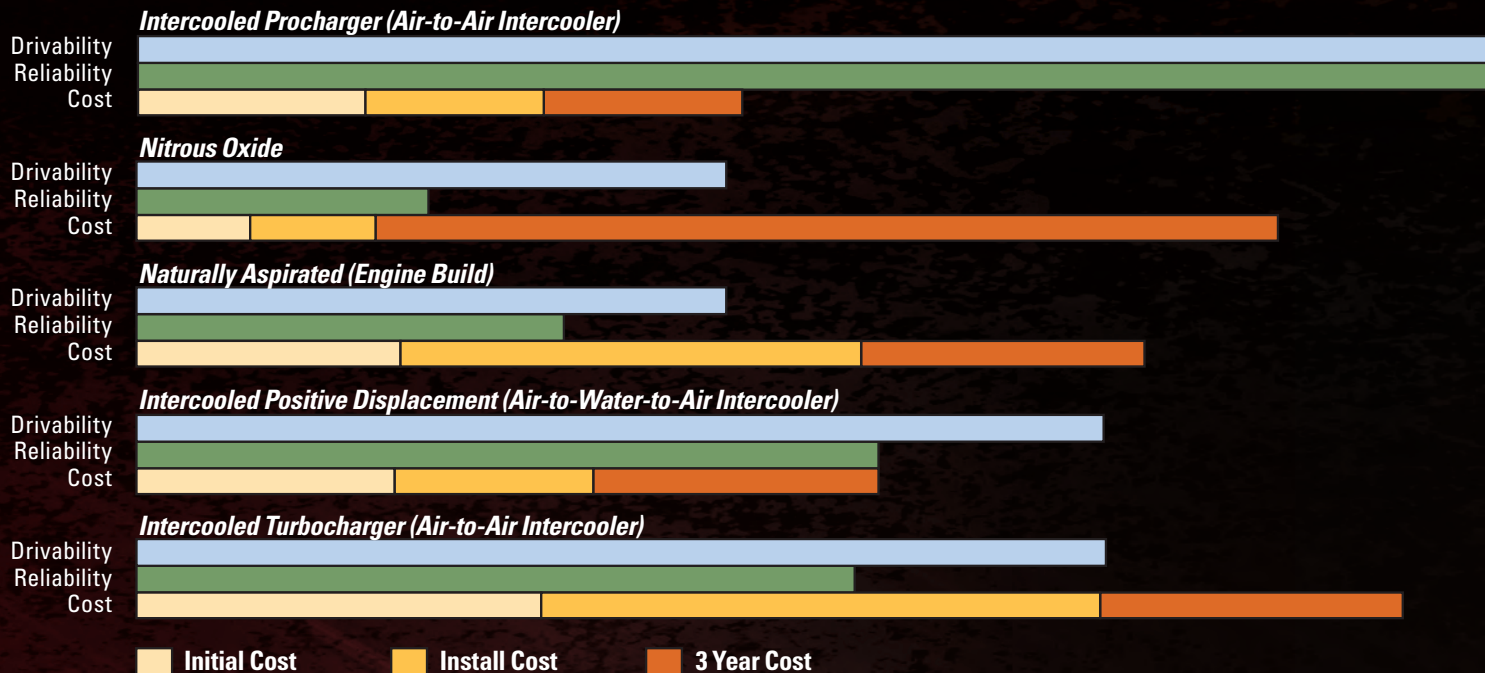 Intercooled Procharger (Air-to-Air Intercooler)
Drivability
Reliability
Cost
Nitrous Oxide
Drivability
Reliability
Cost
Naturally Aspirated (Engine Build)
Drivability
Reliability
Cost
Intercooled Positive Displacement (Air-to-Water-to-Air Intercooler)
Drivability
Reliability
Cost
Intercooled Turbocharger (Air-to-Air Intercooler)
Drivability
Reliability
Cost
Initial Cost Install Cost 3 Year Cost